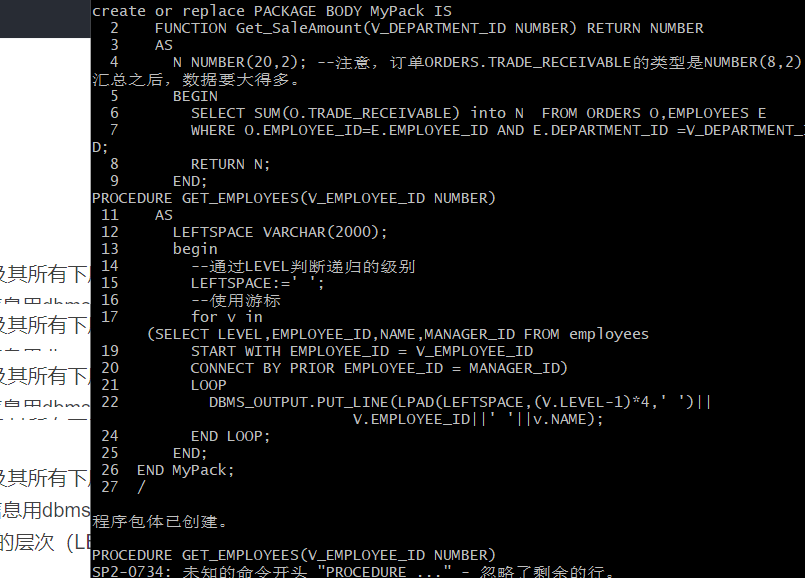 create or replace PACKAGE BODY MyPack IS
2 FUNCTION Get_SaleAmount(V_DEPARTMENT_ID NUMBER) RETURN NUMBER
3 AS
4 N NUMBER(20,2); --注意，订单ORDERS.TRADE_RECEIVABLE的类型是NUMBER(8,2)
汇总之后，数据要大得多。
5 BEGIN
6 SELECT SUM(O.TRADE_RECEIVABLE) into N  FROM ORDERS O,EMPLOYEES E
7 WHERE O.EMPLOYEE_ID=E.EMPLOYEE_ID AND E.DEPARTMENT_ID =V_DEPARTMENT_I
D;
8 RETURN N;
9 END;
PROCEDURE GET_EMPLOYEES(V_EMPLOYEE_ID NUMBER)
11 AS
12 LEFTSPACE VARCHAR(2000);
13 begin
14 --通过LEVEL判断递归的级别
15 LEFTSPACE:=' ';
16 --使用游标
17 for v in
(SELECT LEVEL,EMPLOYEE_ID,NAME,MANAGER_ID FROM employees
19 START WITH EMPLOYEE_ID = V_EMPLOYEE_ID
20 CONNECT BY PRIOR EMPLOYEE_ID = MANAGER_ID)
21 LOOP
22 DBMS_OUTPUT.PUT_LINE(LPAD(LEFTSPACE,(V.LEVEL-1)*4,' ')||
V.EMPLOYEE_ID||' '||v.NAME);
24 END LOOP;
25 END;
26 END MyPack;
27 /
程序包体已创建。
PROCEDURE GET_EMPLOYEES(V_EMPLOYEE_ID NUMBER)
SP2-0734: 未知的命令开头 "PROCEDURE ..." - 忽略了剩余的行。
及其所有下
及其所有下
及其所有下
及其所有下
息用dbms
的层次（LE